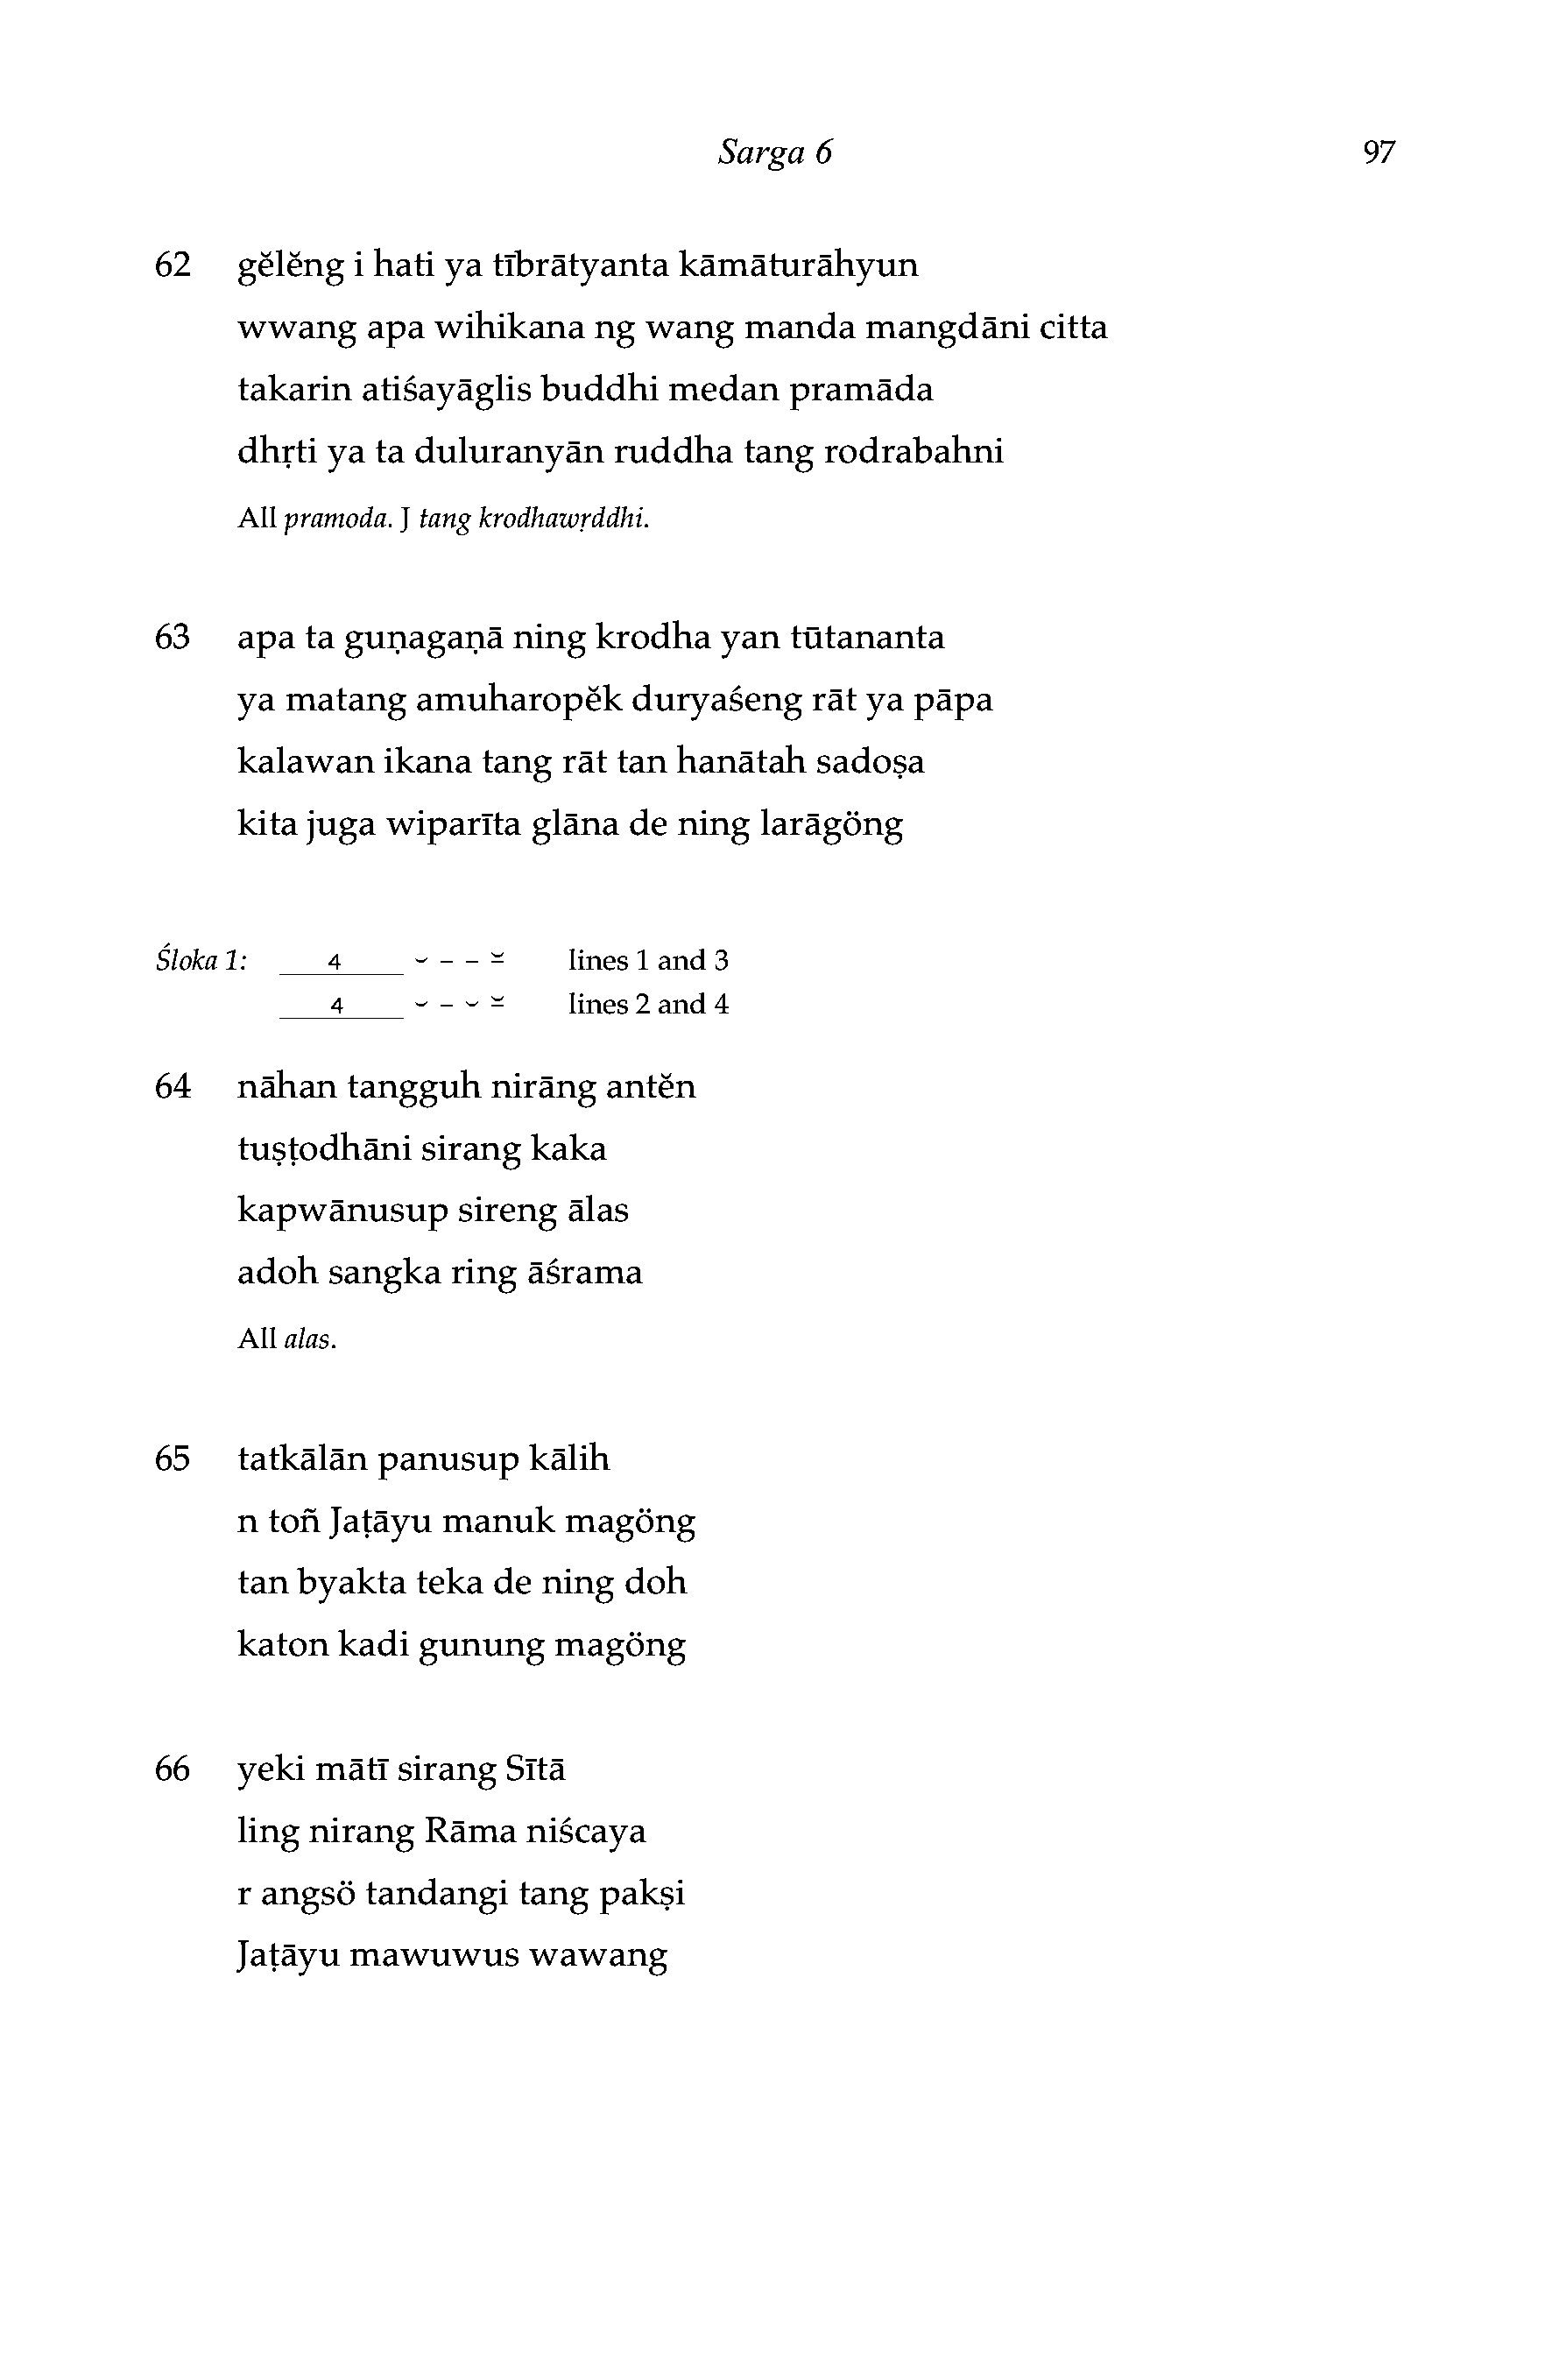 Sarga 6 97
62 gĕlĕng i hati ya tībrātyanta kāmāturāhyun
wwang apa wihikana ng wang manda mangdāni citta
takarin atiśayāglis buddhi medan pramāda
dhṛti ya ta duluranyān ruddha tang rodrabahni
All pramoda. J tang krodhawṛddhi.
63 apa ta guṇagaṇā ning krodha yan tūtananta
ya matang amuharopĕk duryaśeng rāt ya pāpa
kalawan ikana tang rāt tan hanātah sadoṣa
kita juga wiparīta glāna de ning larāgöng
Śloka 1: 4 ⏑ – – ⏓ lines 1 and 3
4 ⏑ – ⏑ ⏓ lines 2 and 4
64 nāhan tangguh nirāng antĕn
tuṣṭodhāni sirang kaka
kapwānusup sireng ālas
adoh sangka ring āśrama
All alas.
65 tatkālān panusup kālih
n toñ Jaṭāyu manuk magöng
tan byakta teka de ning doh
katon kadi gunung magöng
66 yeki mātī sirang Sītā
ling nirang Rāma niścaya
r angsö tandangi tang pakṣi
Jaṭāyu mawuwus wawang